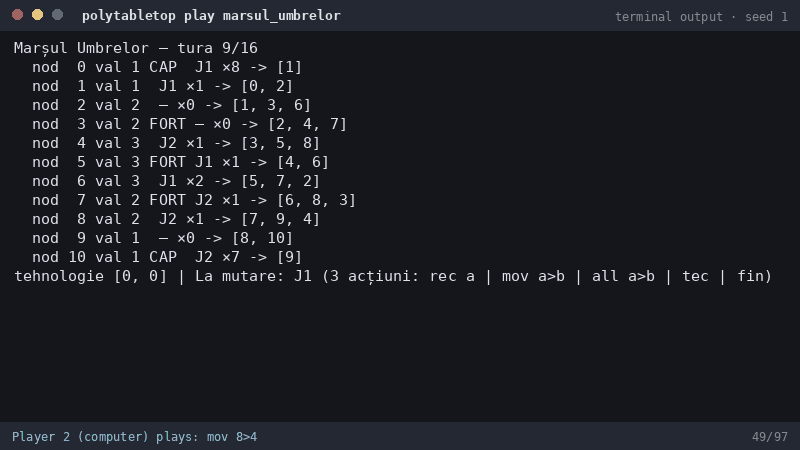 polytabletop play marsul_umbrelor
terminal output · seed 1
Marșul Umbrelor — tura 9/16
nod 0 val 1 CAP J1 ×8 -> [1]
nod 1 val 1 J1 ×1 -> [0, 2]
nod 2 val 2 — ×0 -> [1, 3, 6]
nod 3 val 2 FORT — ×0 -> [2, 4, 7]
nod 4 val 3 J2 ×1 -> [3, 5, 8]
nod 5 val 3 FORT J1 ×1 -> [4, 6]
nod 6 val 3 J1 ×2 -> [5, 7, 2]
nod 7 val 2 FORT J2 ×1 -> [6, 8, 3]
nod 8 val 2 J2 ×1 -> [7, 9, 4]
nod 9 val 1 — ×0 -> [8, 10]
nod 10 val 1 CAP J2 ×7 -> [9]
tehnologie [0, 0] | La mutare: J1 (3 acțiuni: rec a | mov a>b | all a>b | tec | fin)
Player 2 (computer) plays: mov 8>4
49/97